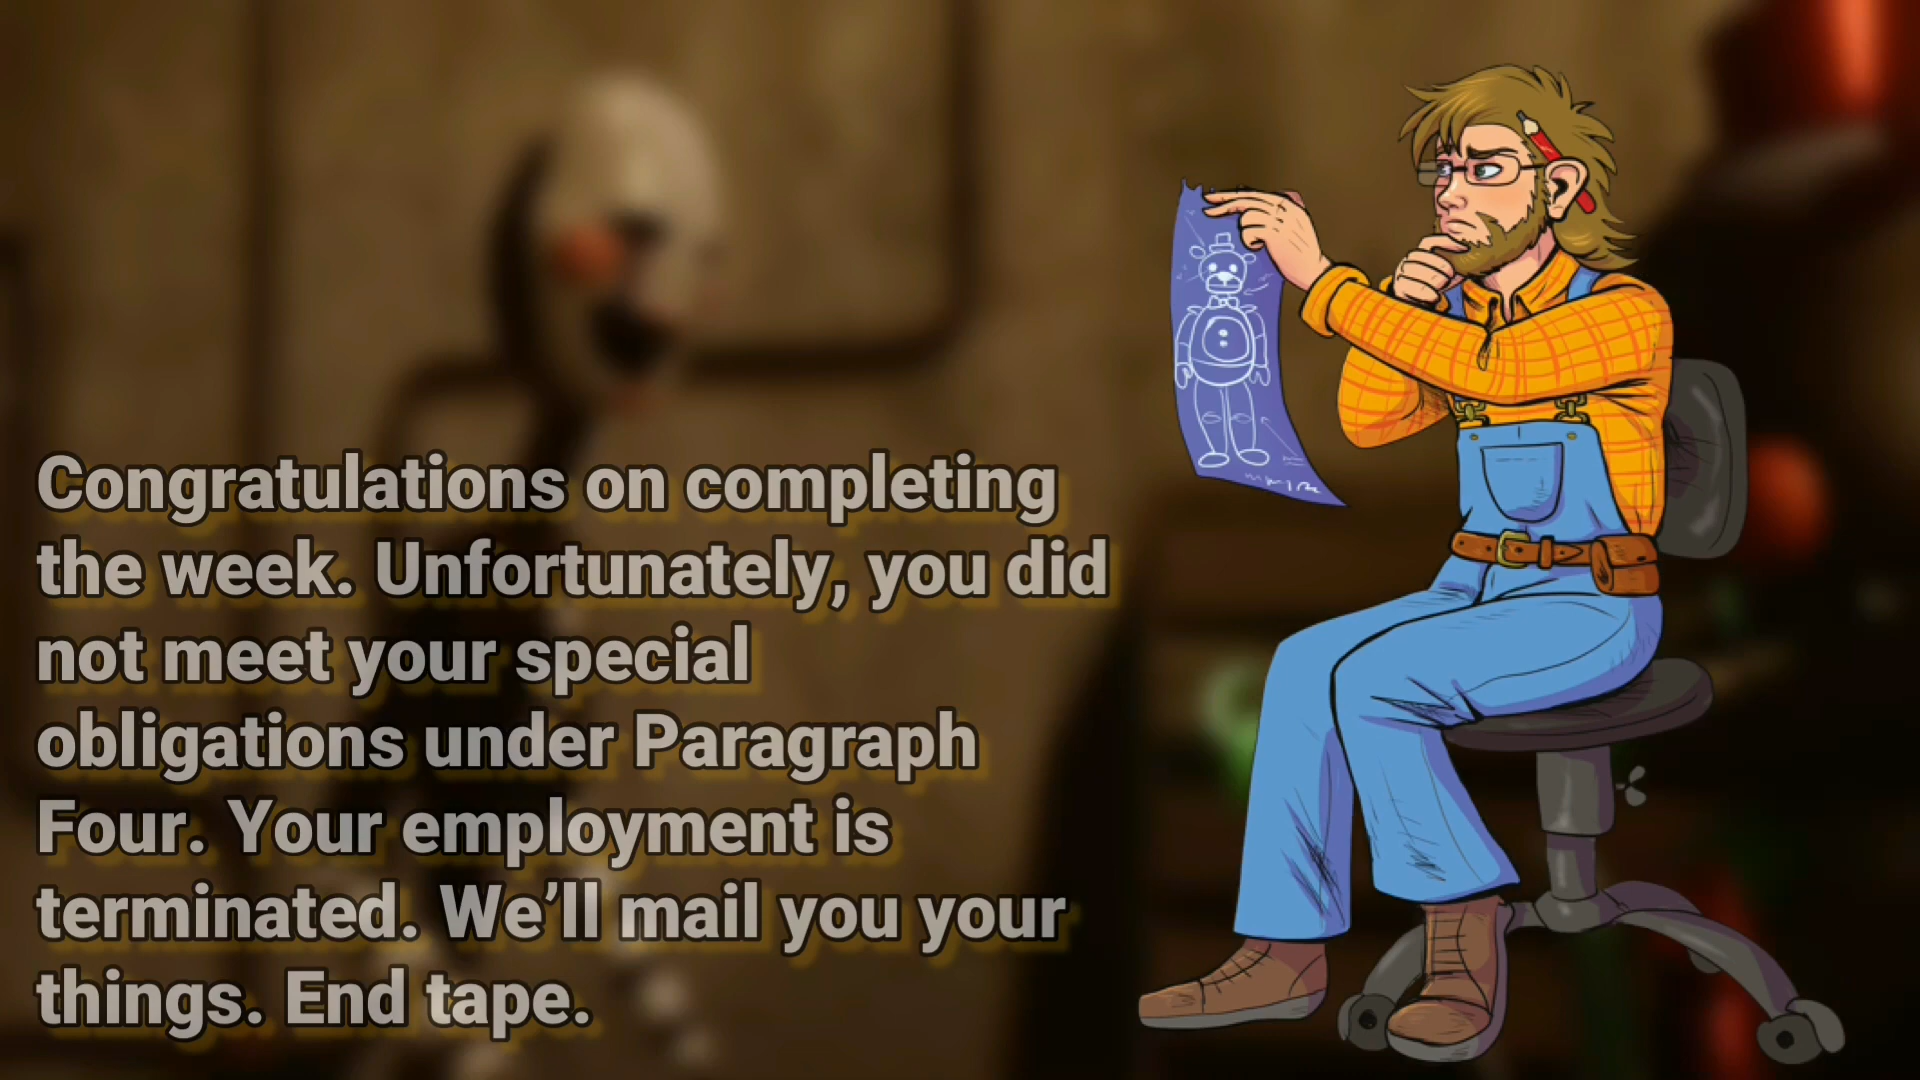 Congratulations on completing
the week. Unfortunately, you did
not meet your special
obligations under Paragraph
Four. Your employment is
terminated. We’ll mail you your
things. End tape.